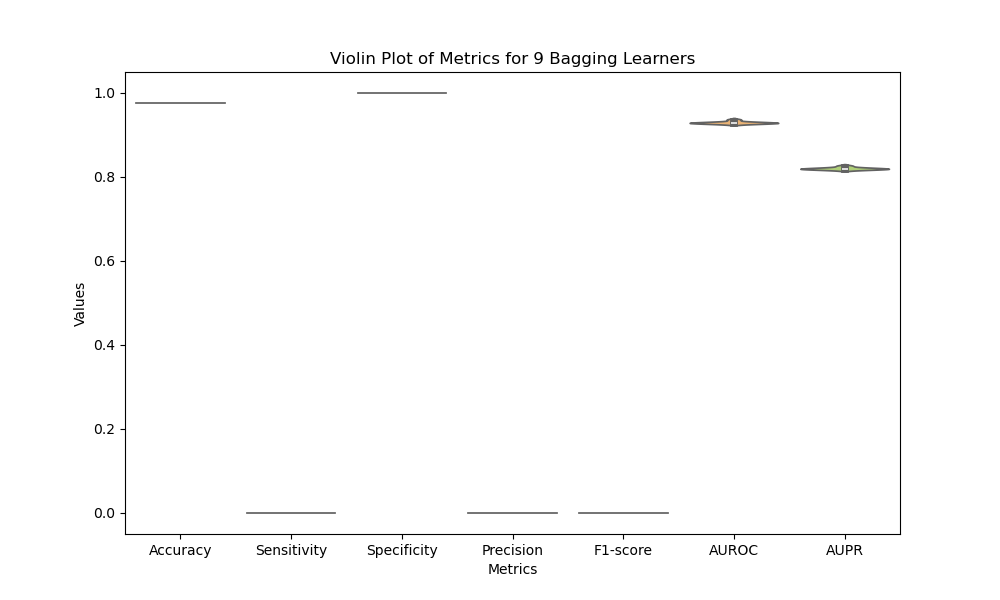 Violin Plot of Metrics for 9 Bagging Learners
1.0
0.8
0.6
0.4
0.2
0.0
Values
Accuracy Sensitivity Specificity Precision F1-score AUROC AUPR
Metrics